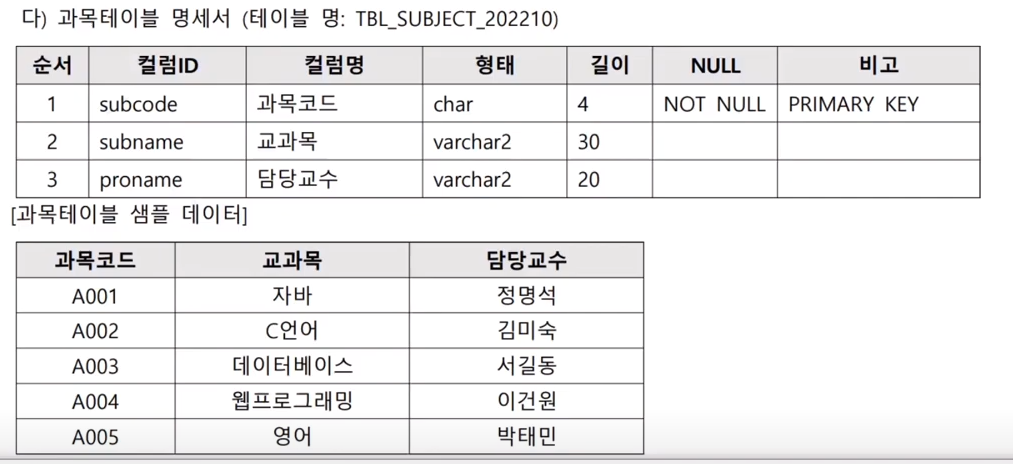 다) 과목테이블 명세서 (테이블 명: TBL_SUBJECT_202210)
순서 컬럼ID 컬럼명 형태 길이 NULL 비고
1 subcode 과목코드 char 4 NOT NULL PRIMARY KEY
2 subname 교과목 varchar2 30
3 proname 담당교수 varchar2 20
[과목테이블 샘플 데이터]
과목코드 교과목 담당교수
A001 자바 정명석
A002 C언어 김미숙
A003 데이터베이스 서길동
A004 웹프로그래밍 이건원
A005 영어 박태민